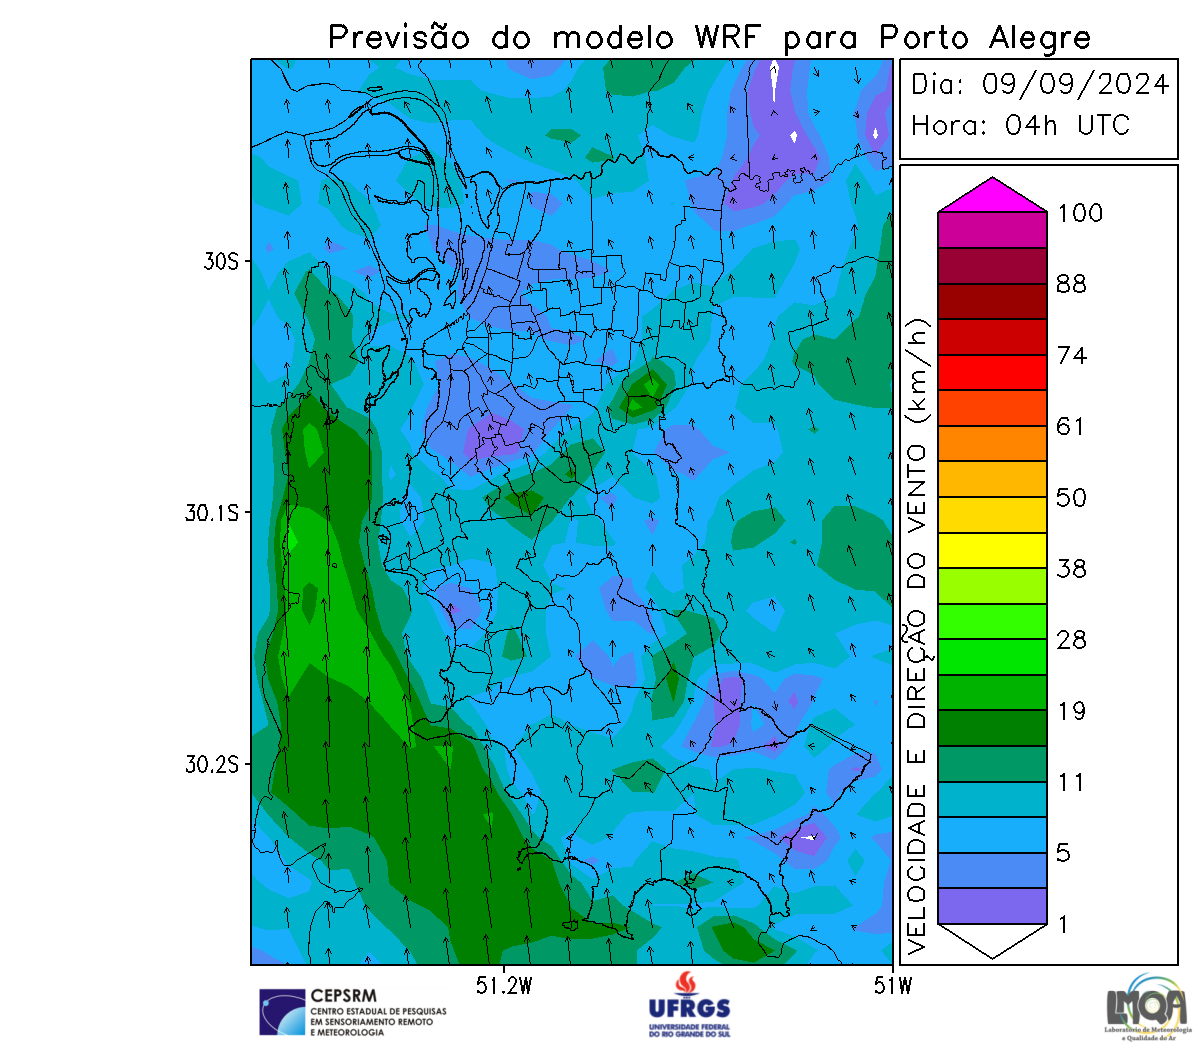 Previsão do modelo WRF para Porto Alegre
Dia: 09/09/2024
Hora: 04h UTC
30S
30.1S
30.2S
51.2W
51W
VELOCIDADE E DIREÇÃO DO VENTO (km/h)
100
88
74
61
50
38
28
19
11
5
1
CEPSRM
CENTRO ESTADUAL DE PESQUISAS
EM SENSORIAMENTO REMOTO
E METEOROLOGIA
UFRGS
UNIVERSIDADE FEDERAL
DO RIO GRANDE DO SUL
LMQA
Laboratório de Meteorologia
e Qualidade do Ar